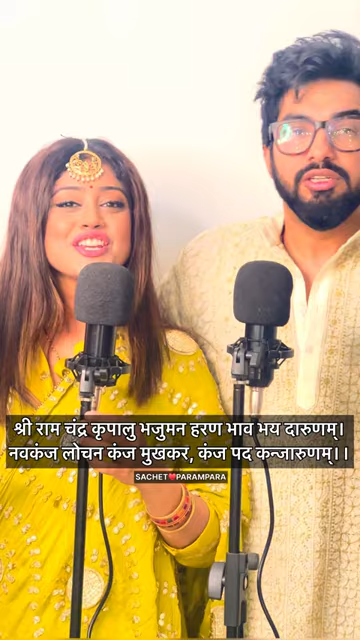 श्री राम चंद्र कृपालु भजुमन हरण भाव भय दारुणम्।
नवकंज लोचन कंज मुखकर, कंज पद कन्जारुणम्।।
SACHET❤️PARAMPARA